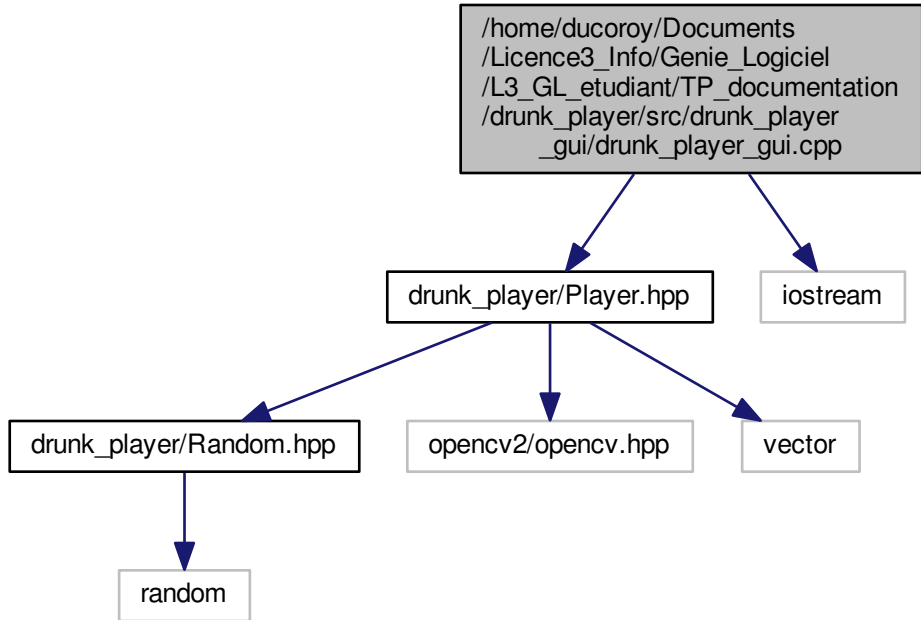 /home/ducoroy/Documents
/Licence3_Info/Genie_Logiciel
/L3_GL_etudiant/TP_documentation
/drunk_player/src/drunk_player
_gui/drunk_player_gui.cpp
drunk_player/Player.hpp
iostream
drunk_player/Random.hpp
opencv2/opencv.hpp
vector
random